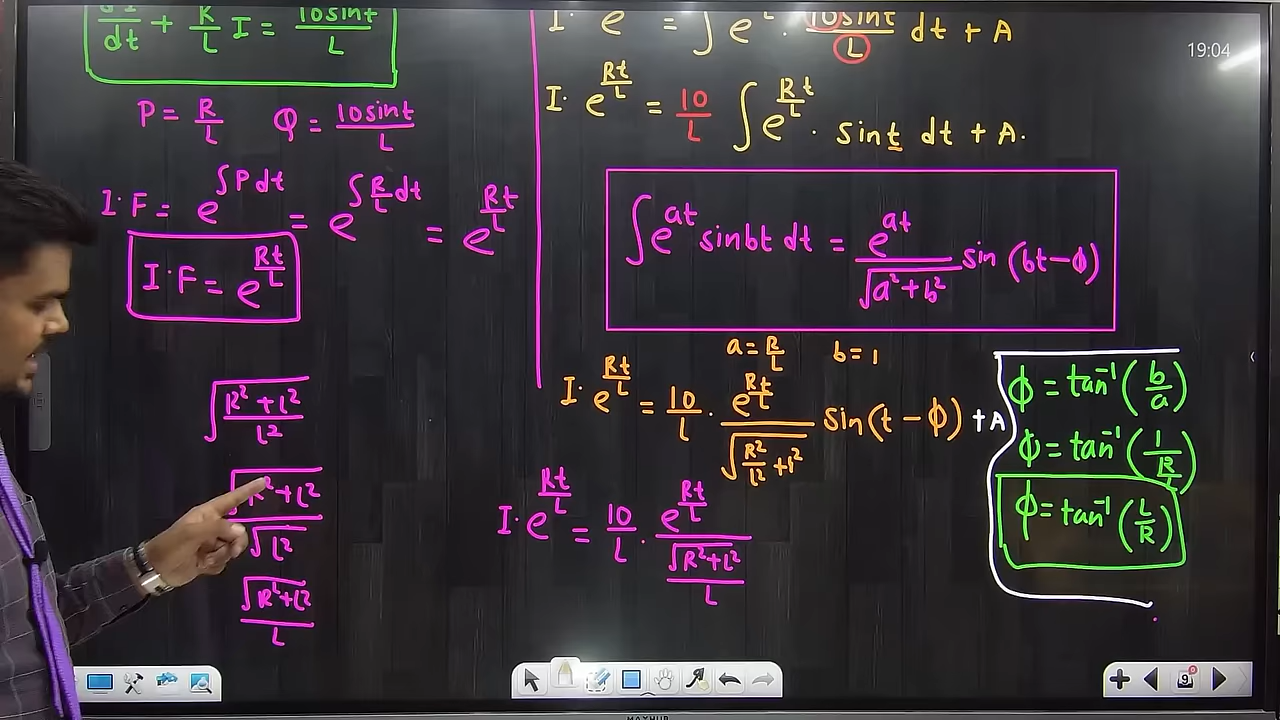 dI/dt + R/L I = 10sint/L
P = R/L   Q = 10sint/L
I·F = e^∫Pdt = e^∫R/L dt = e^Rt/L
I·F = e^Rt/L
√(R²+L²/L²)
√R²+L²/√L²
√R²+L²/L
I· e = ∫e · 10sint/L dt + A
19:04
I· e^Rt/L = 10/L ∫e^Rt/L · sint dt + A.
∫e^at sinbt dt = e^at/√a²+b² sin (bt-ϕ)
a = R/L   b = 1
I· e^Rt/L = 10/L · e^Rt/L/√(R²/L²+1²) sin(t-ϕ) + A
I· e^Rt/L = 10/L · e^Rt/L/(√R²+L²/L)
ϕ = tan⁻¹(b/a)
ϕ = tan⁻¹(1/(R/L))
ϕ = tan⁻¹(L/R)
9
MAXHUB